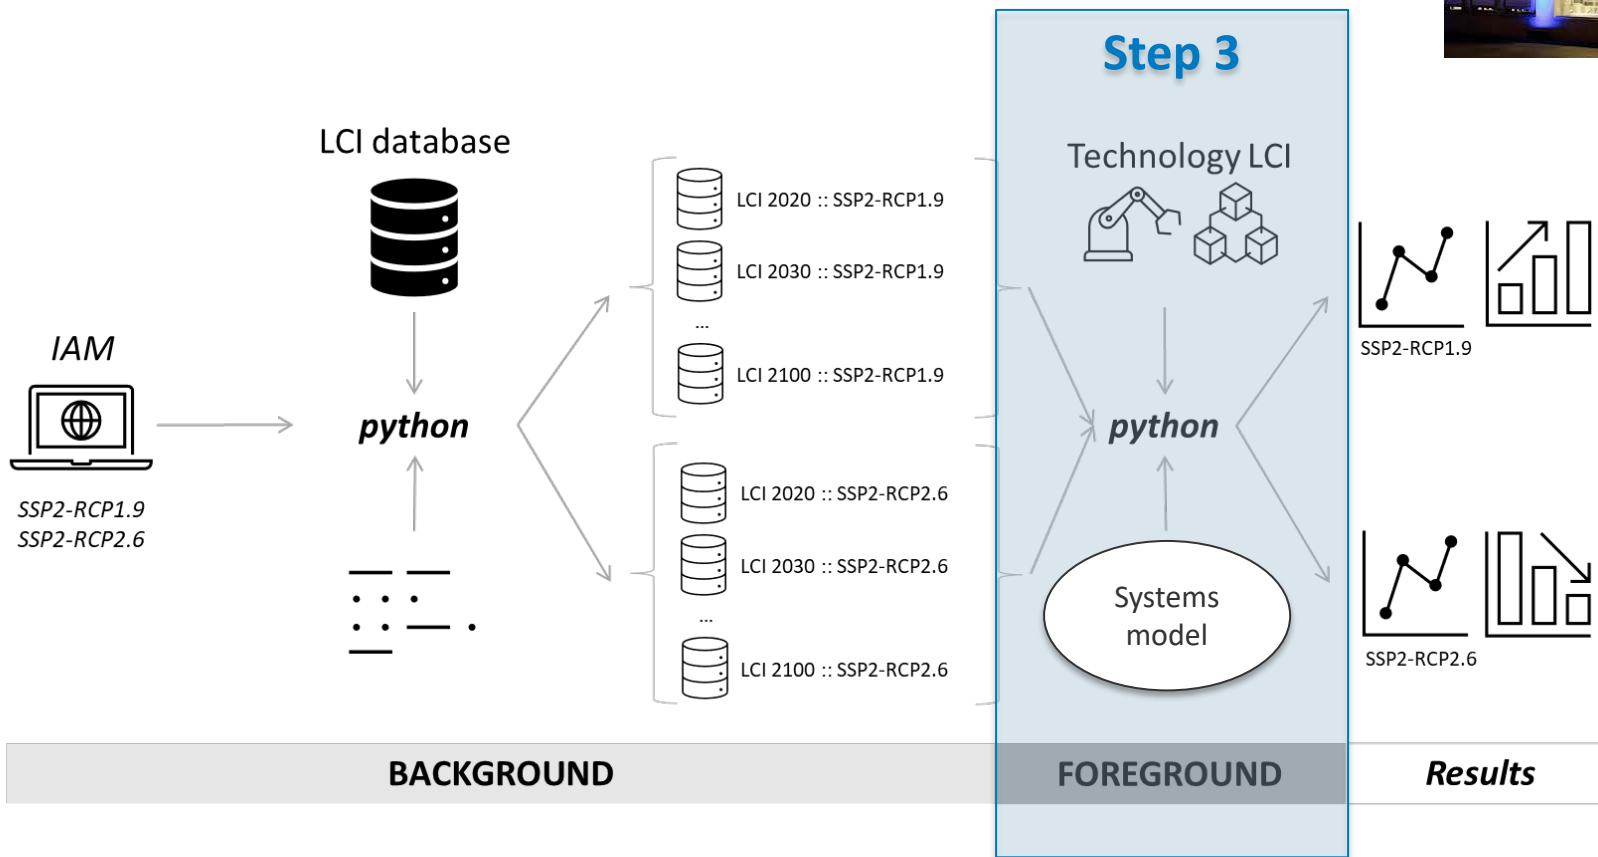 Step 3
LCI database
Technology LCI
LCI 2020 :: SSP2-RCP1.9
LCI 2030 :: SSP2-RCP1.9
...
LCI 2100 :: SSP2-RCP1.9
IAM
SSP2-RCP1.9
SSP2-RCP2.6
python
python
LCI 2020 :: SSP2-RCP2.6
LCI 2030 :: SSP2-RCP2.6
...
LCI 2100 :: SSP2-RCP2.6
Systems
model
SSP2-RCP1.9
SSP2-RCP2.6
BACKGROUND
FOREGROUND
Results